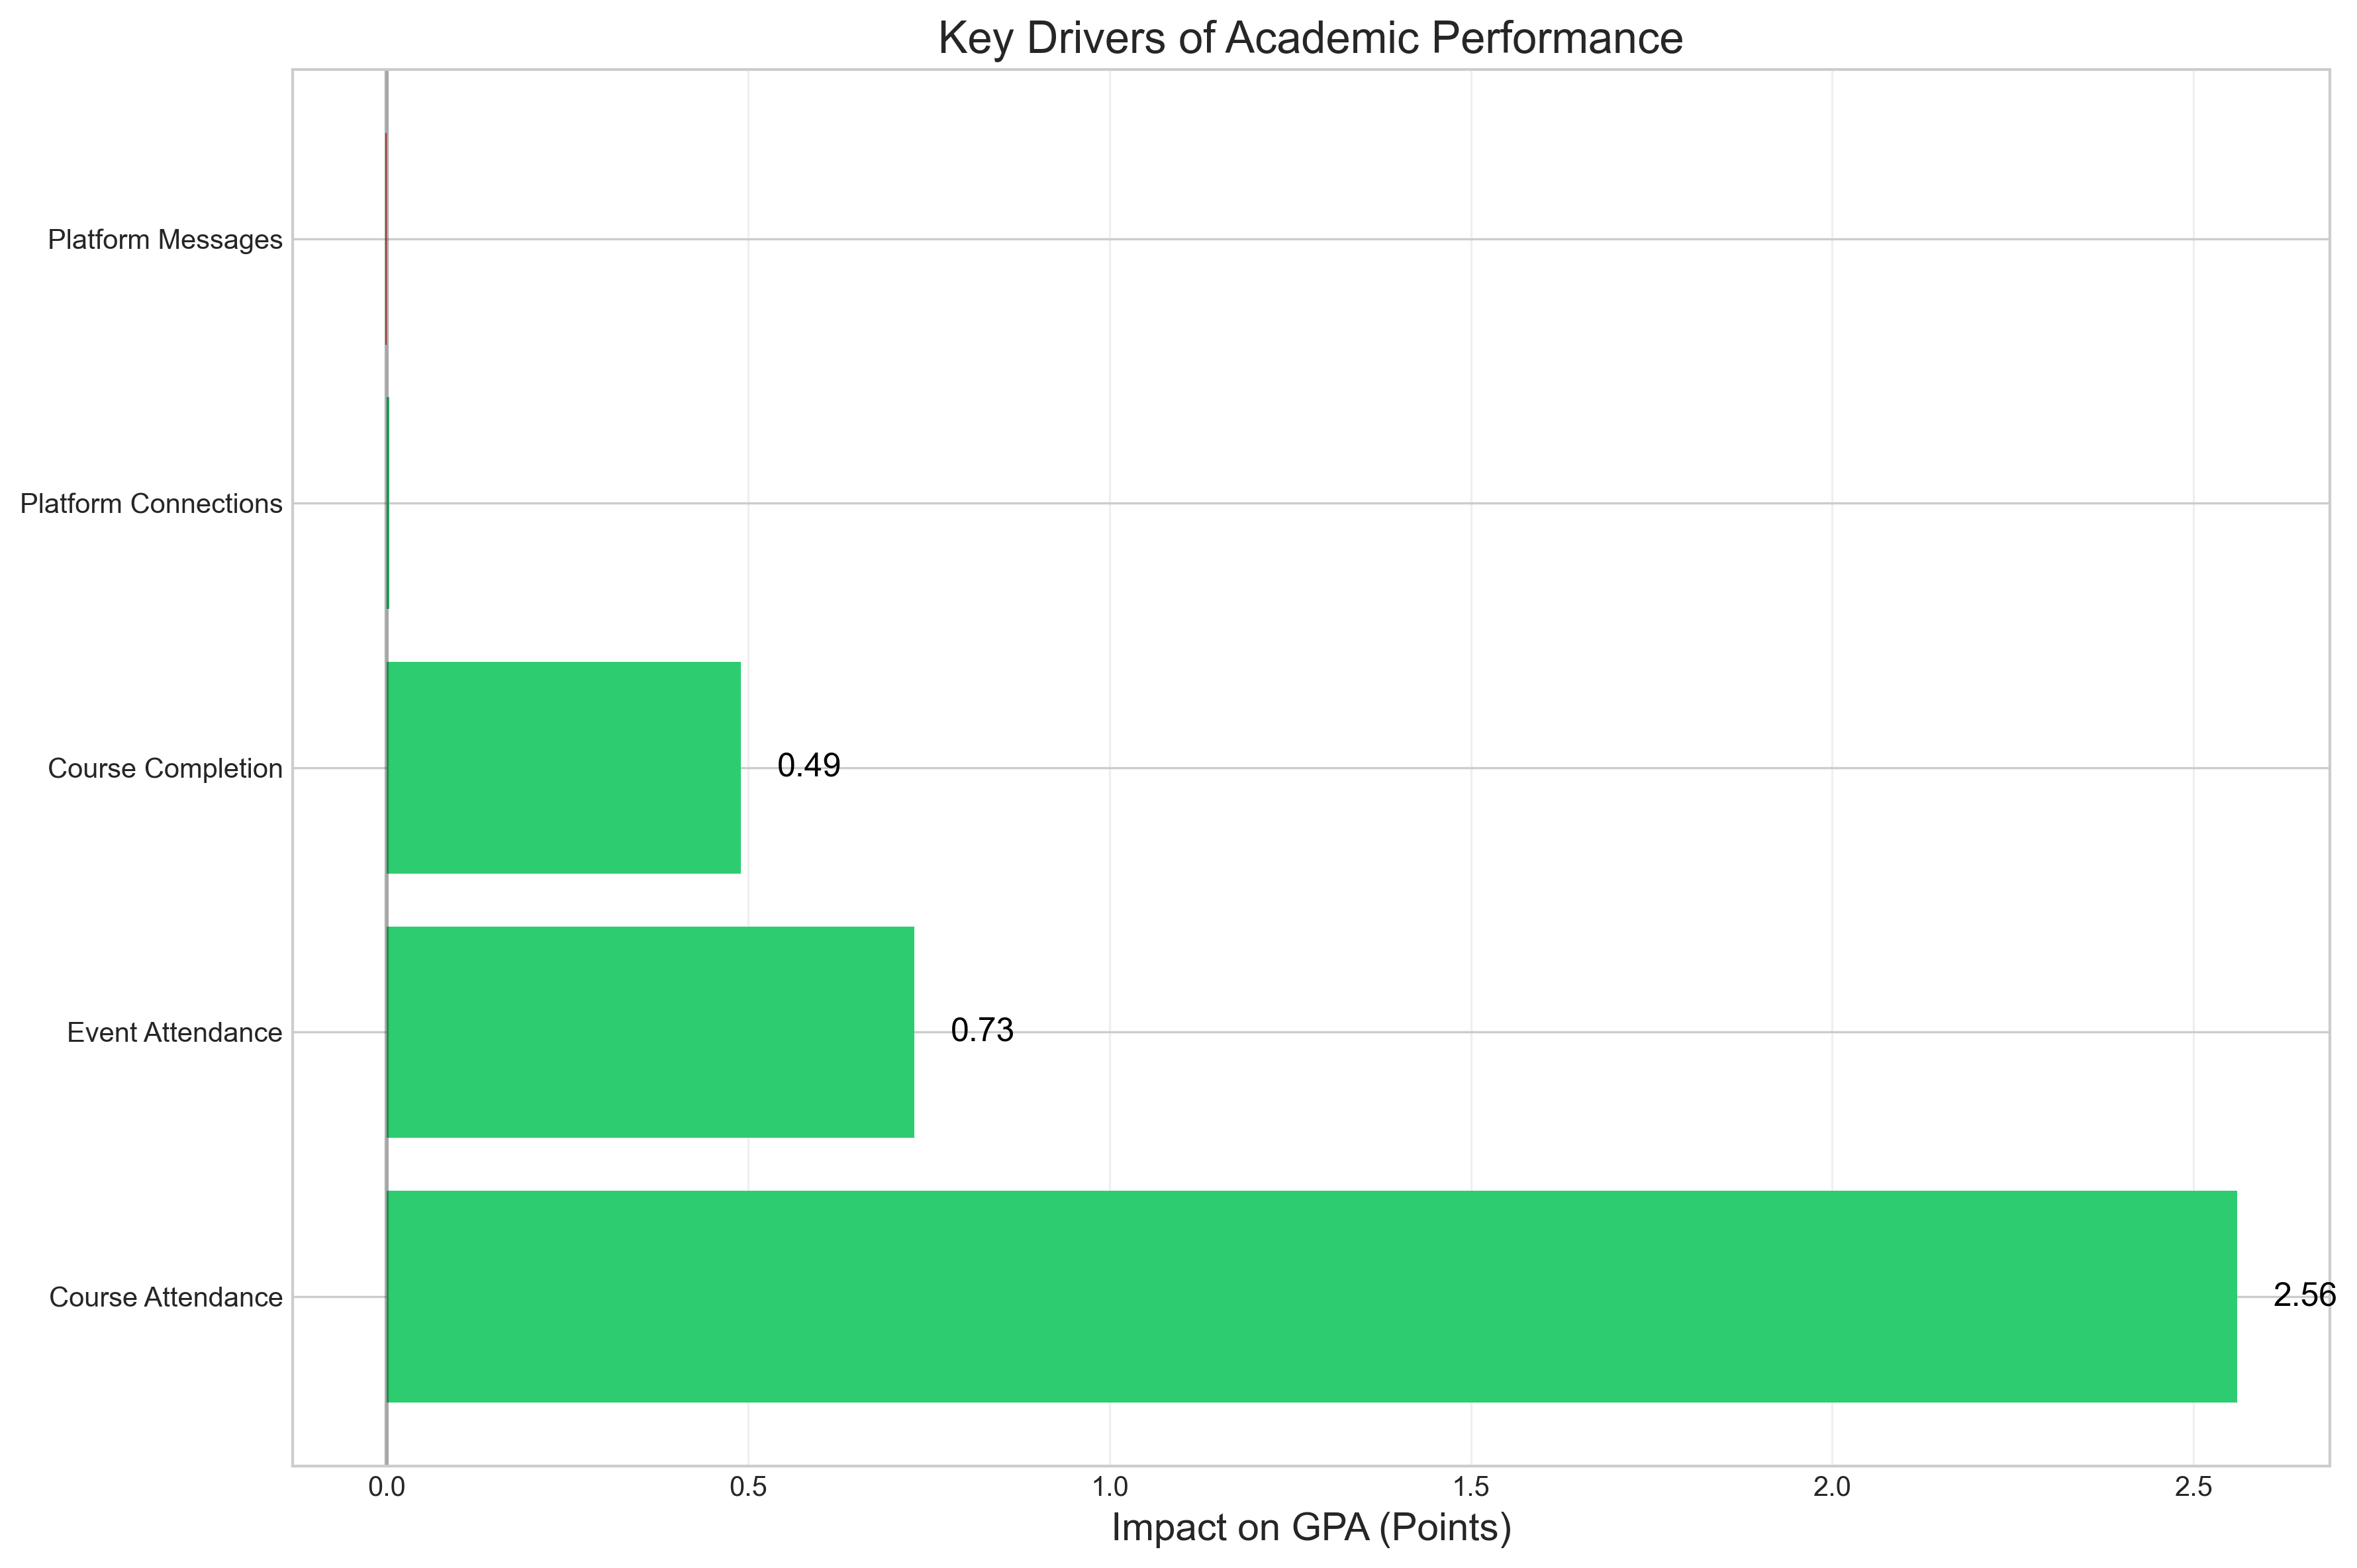 Key Drivers of Academic Performance
Platform Messages
Platform Connections
Course Completion
0.49
Event Attendance
0.73
Course Attendance
2.56
0.0 0.5 1.0 1.5 2.0 2.5
Impact on GPA (Points)